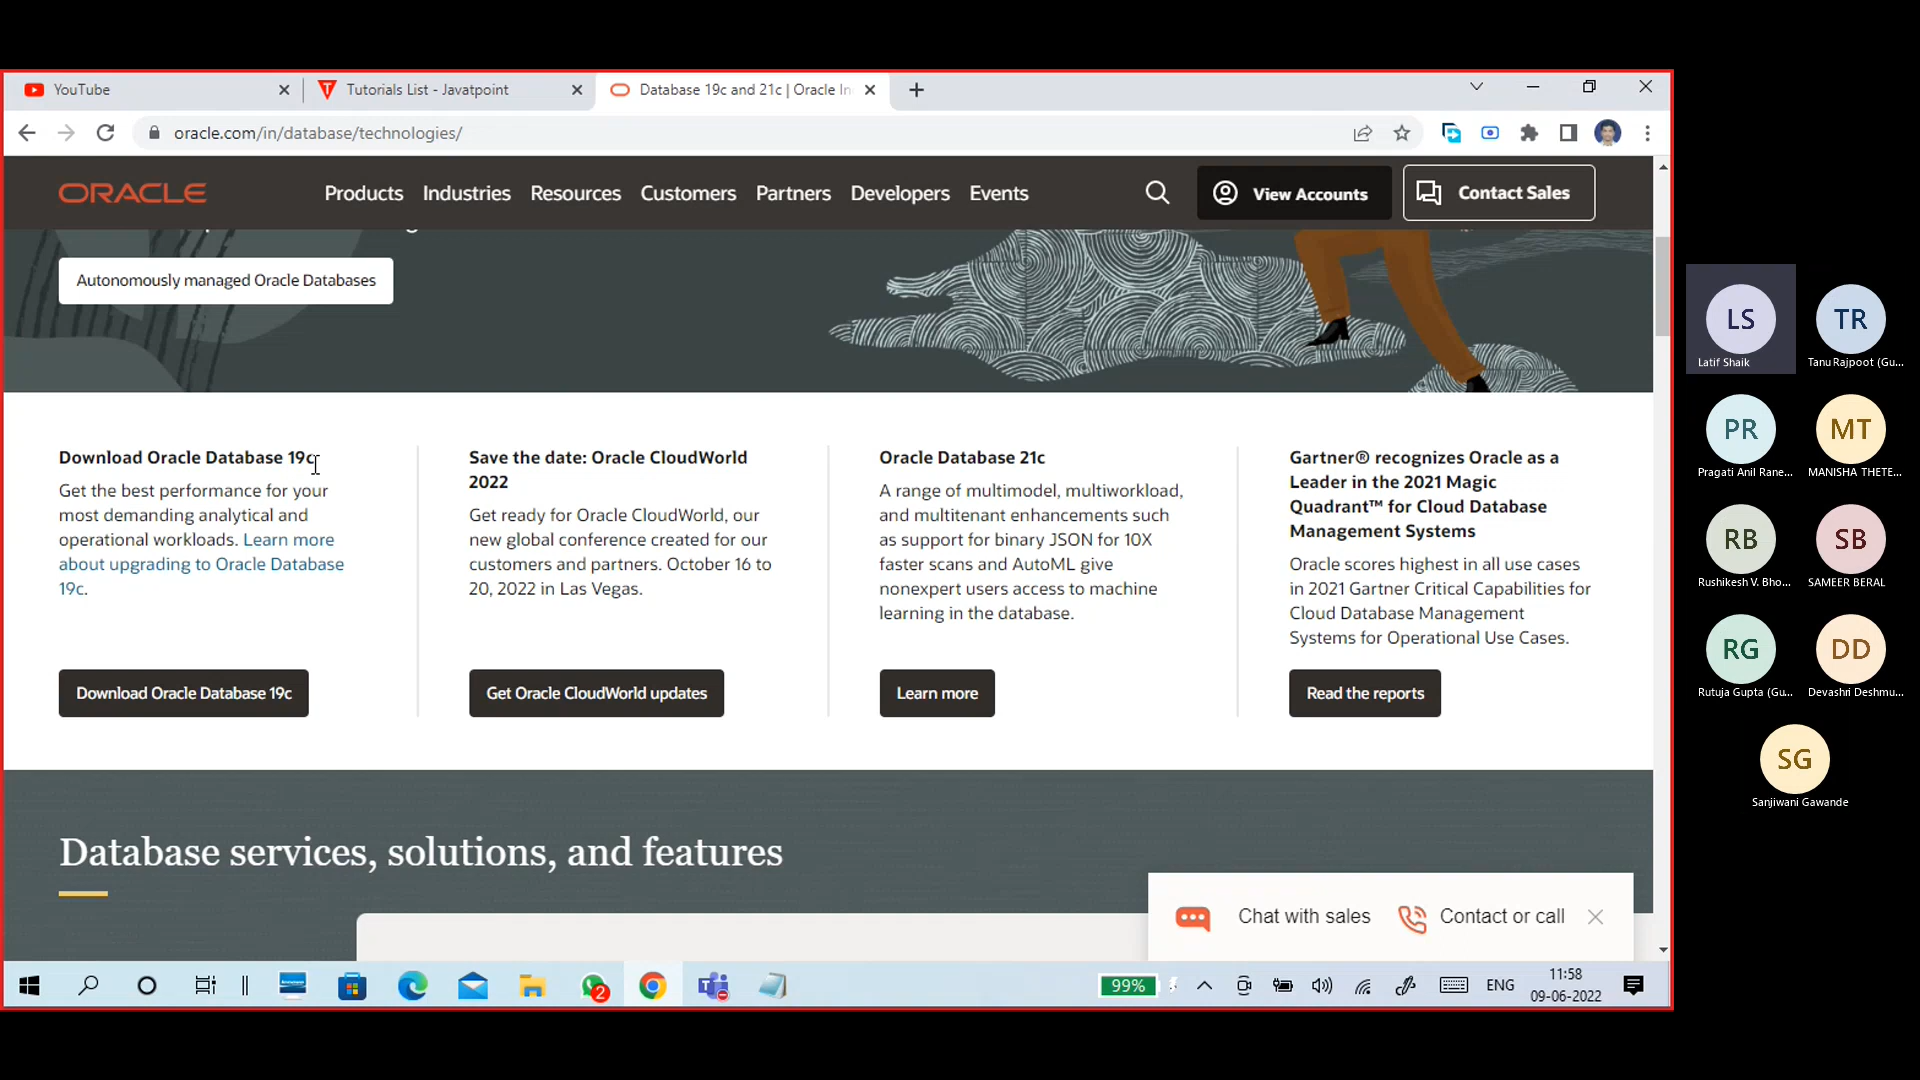 YouTube
Tutorials List - Javatpoint
Database 19c and 21c | Oracle In
oracle.com/in/database/technologies/
ORACLE
Products Industries Resources Customers Partners Developers Events
View Accounts
Contact Sales
Autonomously managed Oracle Databases
Download Oracle Database 19c
Get the best performance for your
most demanding analytical and
operational workloads. Learn more
about upgrading to Oracle Database
19c.
Download Oracle Database 19c
Save the date: Oracle CloudWorld
2022
Get ready for Oracle CloudWorld, our
new global conference created for our
customers and partners. October 16 to
20, 2022 in Las Vegas.
Get Oracle CloudWorld updates
Oracle Database 21c
A range of multimodel, multiworkload,
and multitenant enhancements such
as support for binary JSON for 10X
faster scans and AutoML give
nonexpert users access to machine
learning in the database.
Learn more
Gartner® recognizes Oracle as a
Leader in the 2021 Magic
Quadrant™ for Cloud Database
Management Systems
Oracle scores highest in all use cases
in 2021 Gartner Critical Capabilities for
Cloud Database Management
Systems for Operational Use Cases.
Read the reports
Database services, solutions, and features
Chat with sales
Contact or call
2
99%
ENG
11:58
09-06-2022
LS
Latif Shaik
TR
Tanu Rajpoot (Gu...
PR
Pragati Anil Rane...
MT
MANISHA THETE...
RB
Rushikesh V. Bho...
SB
SAMEER BERAL
RG
Rutuja Gupta (Gu...
DD
Devashri Deshmu...
SG
Sanjiwani Gawande